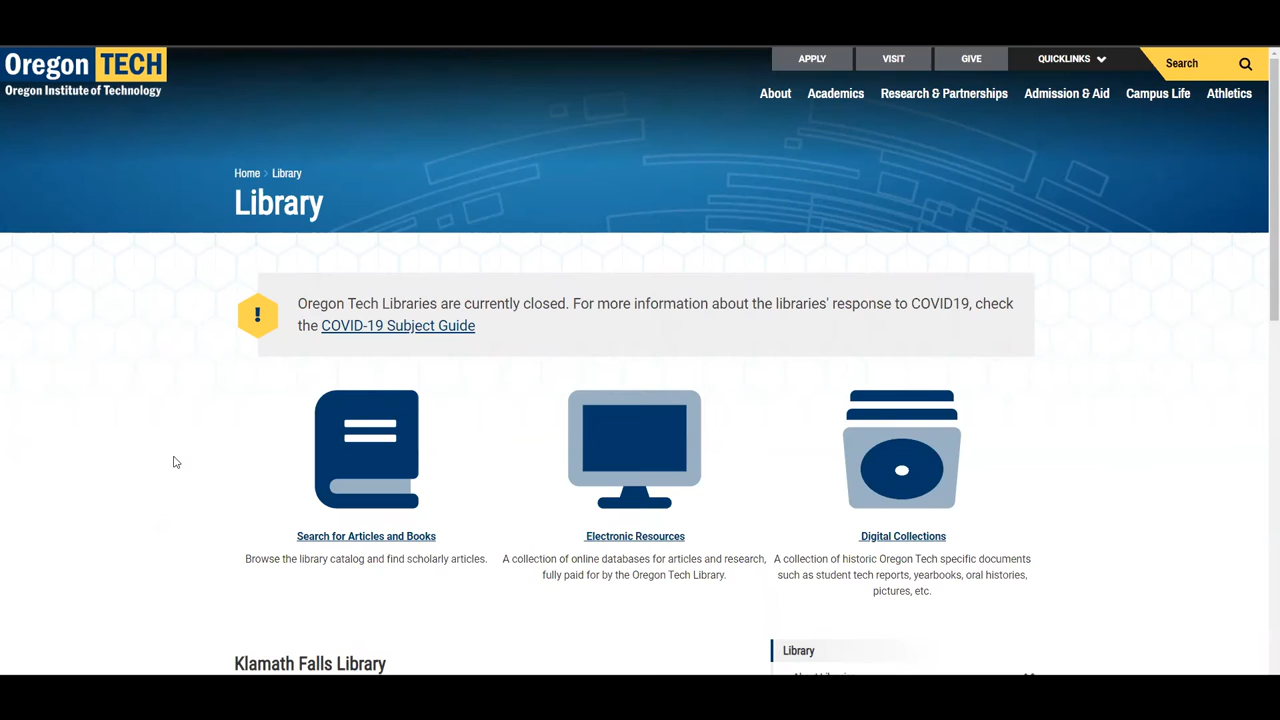 Oregon TECH
Oregon Institute of Technology
APPLY VISIT GIVE QUICKLINKS Search
About Academics Research & Partnerships Admission & Aid Campus Life Athletics
Home > Library
Library
! Oregon Tech Libraries are currently closed. For more information about the libraries' response to COVID19, check
the COVID-19 Subject Guide
Search for Articles and Books
Browse the library catalog and find scholarly articles.
Electronic Resources
A collection of online databases for articles and research,
fully paid for by the Oregon Tech Library.
Digital Collections
A collection of historic Oregon Tech specific documents
such as student tech reports, yearbooks, oral histories,
pictures, etc.
Klamath Falls Library
Library